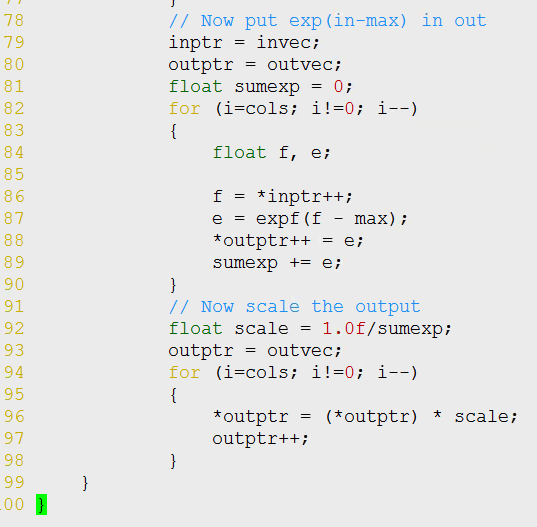 77 }
78 // Now put exp(in-max) in out
79 inptr = invec;
80 outptr = outvec;
81 float sumexp = 0;
82 for (i=cols; i!=0; i--)
83 {
84 float f, e;
85
86 f = *inptr++;
87 e = expf(f - max);
88 *outptr++ = e;
89 sumexp += e;
90 }
91 // Now scale the output
92 float scale = 1.0f/sumexp;
93 outptr = outvec;
94 for (i=cols; i!=0; i--)
95 {
96 *outptr = (*outptr) * scale;
97 outptr++;
98 }
99 }
100 }